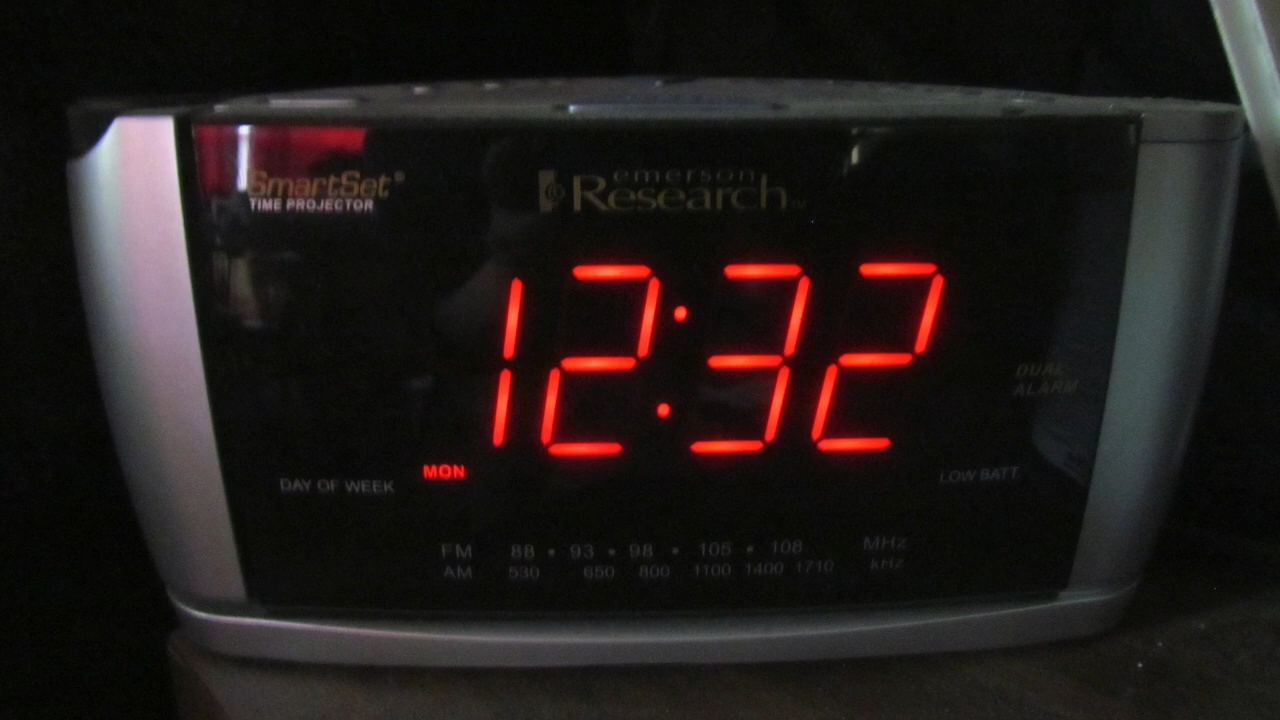 SmartSet®
TIME PROJECTOR
emerson
Research™
12:32
DUAL
ALARM
MON
DAY OF WEEK
LOW BATT
FM 88 • 93 • 98 • 105 • 108 MHz
AM 530 650 800 1100 1400 1710 kHz